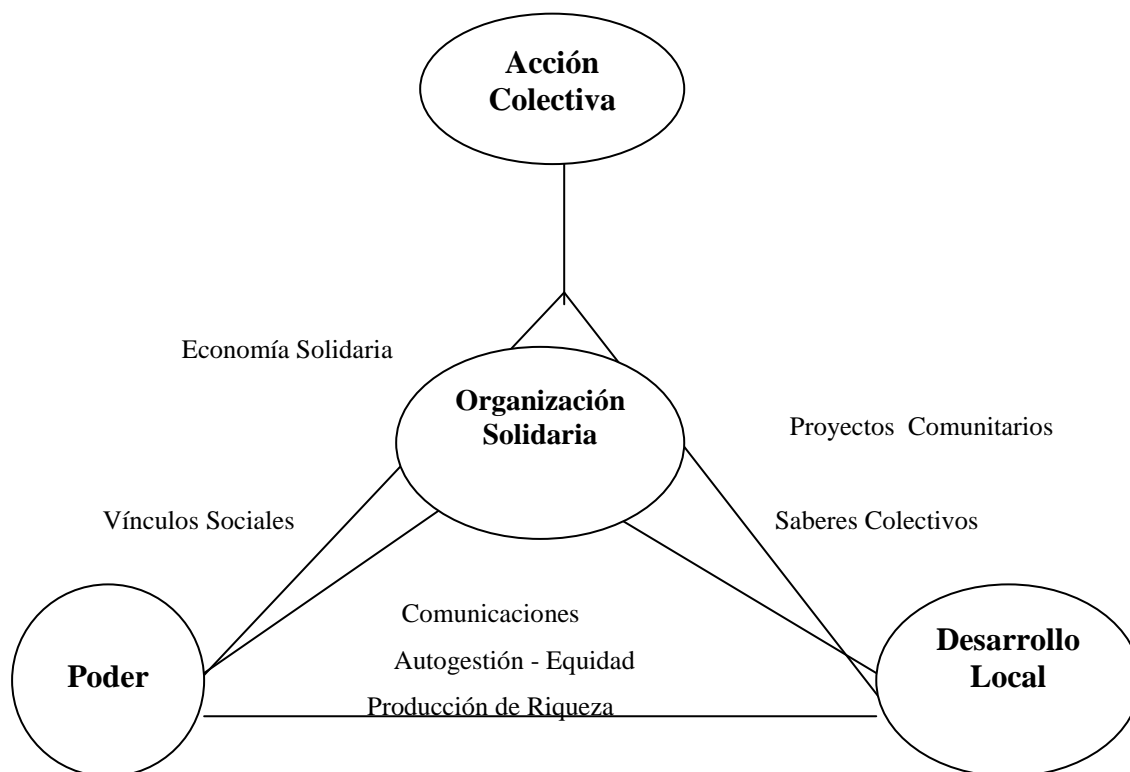 Acción
Colectiva
Economía Solidaria
Organización
Solidaria
Proyectos Comunitarios
Vínculos Sociales
Saberes Colectivos
Comunicaciones
Autogestión - Equidad
Producción de Riqueza
Poder
Desarrollo
Local